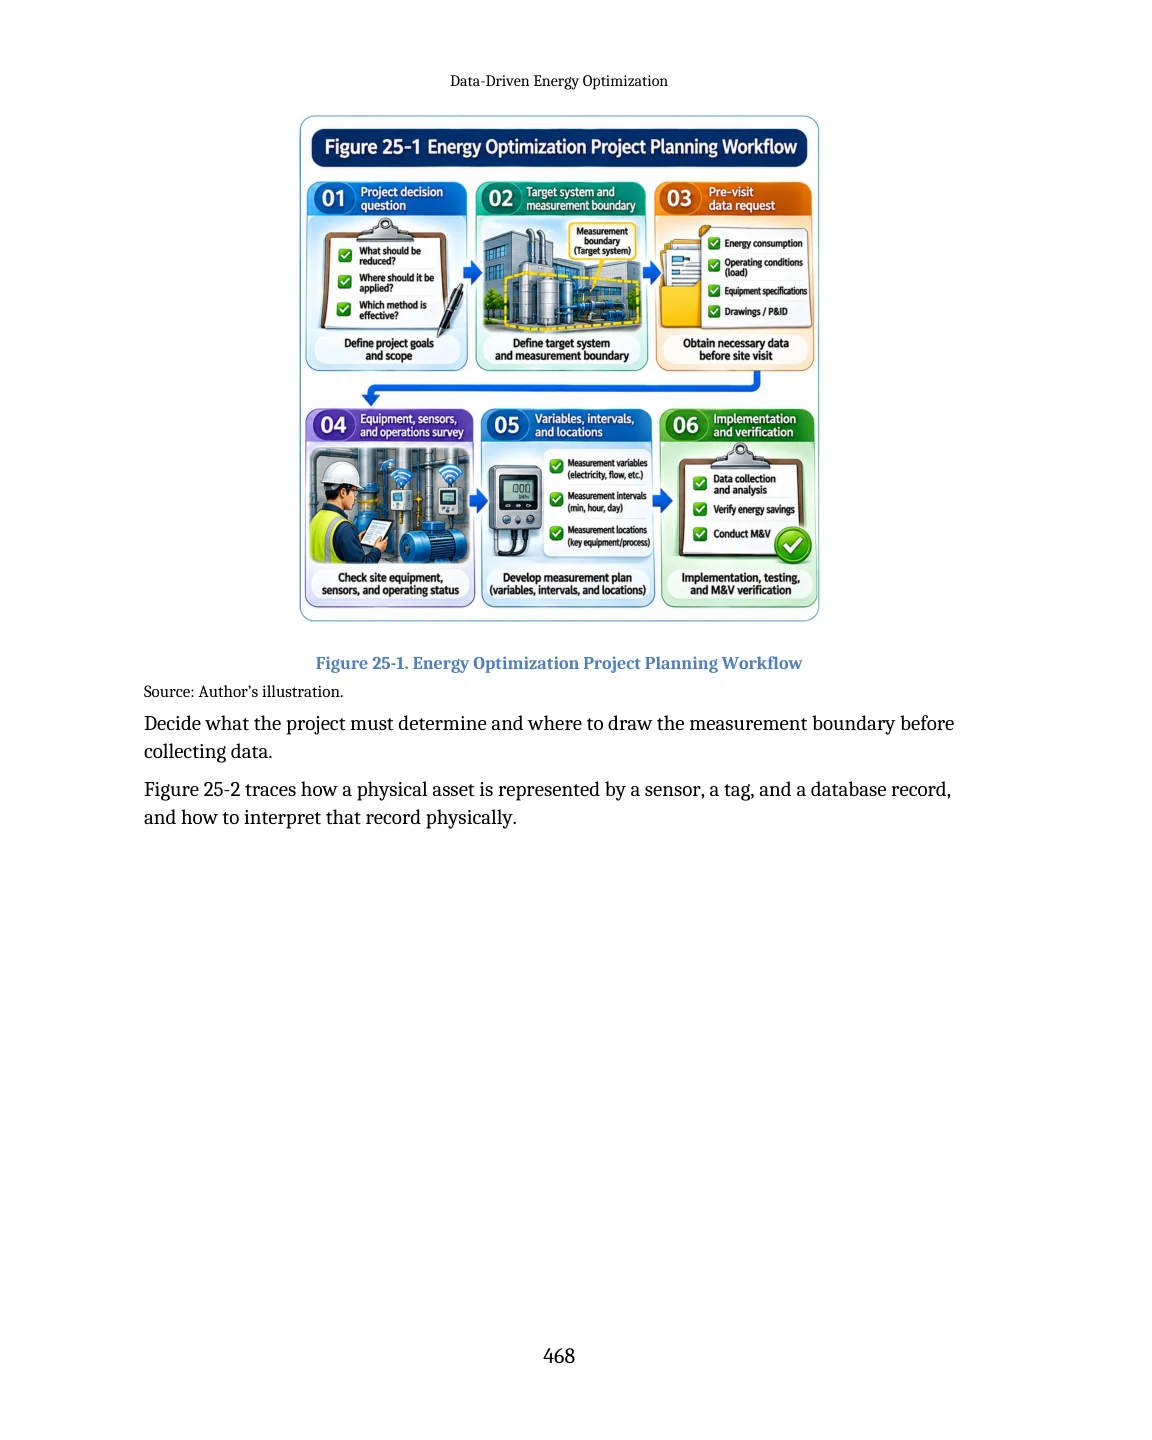 Data-Driven Energy Optimization
Figure 25-1 Energy Optimization Project Planning Workflow
01 Project decision
question
What should be
reduced?
Where should it be
applied?
Which method is
effective?
Define project goals
and scope
02 Target system and
measurement boundary
Measurement
boundary
(Target system)
Define target system
and measurement boundary
03 Pre-visit
data request
Energy consumption
Operating conditions
(load)
Equipment specifications
Drawings / P&ID
Obtain necessary data
before site visit
04 Equipment, sensors,
and operations survey
Check site equipment,
sensors, and operating status
05 Variables, intervals,
and locations
000
Measurement variables
(electricity, flow, etc.)
Measurement intervals
(min, hour, day)
Measurement locations
(key equipment/process)
Develop measurement plan
(variables, intervals, and locations)
06 Implementation
and verification
Data collection
and analysis
Verify energy savings
Conduct M&V
Implementation, testing,
and M&V verification
Figure 25-1. Energy Optimization Project Planning Workflow
Source: Author’s illustration.
Decide what the project must determine and where to draw the measurement boundary before
collecting data.
Figure 25-2 traces how a physical asset is represented by a sensor, a tag, and a database record,
and how to interpret that record physically.
468